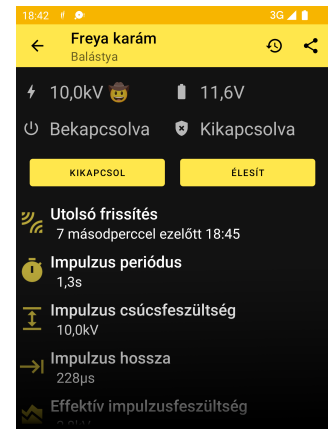 18:42
3G
Freya karám
Balástya
10,0kV 🤠
11,6V
Bekapcsolva
Kikapcsolva
KIKAPCSOL
ÉLESÍT
Utolsó frissítés
7 másodperccel ezelőtt 18:45
Impulzus periódus
1,3s
Impulzus csúcsfeszültség
10,0kV
Impulzus hossza
228µs
Effektív impulzusfeszültség